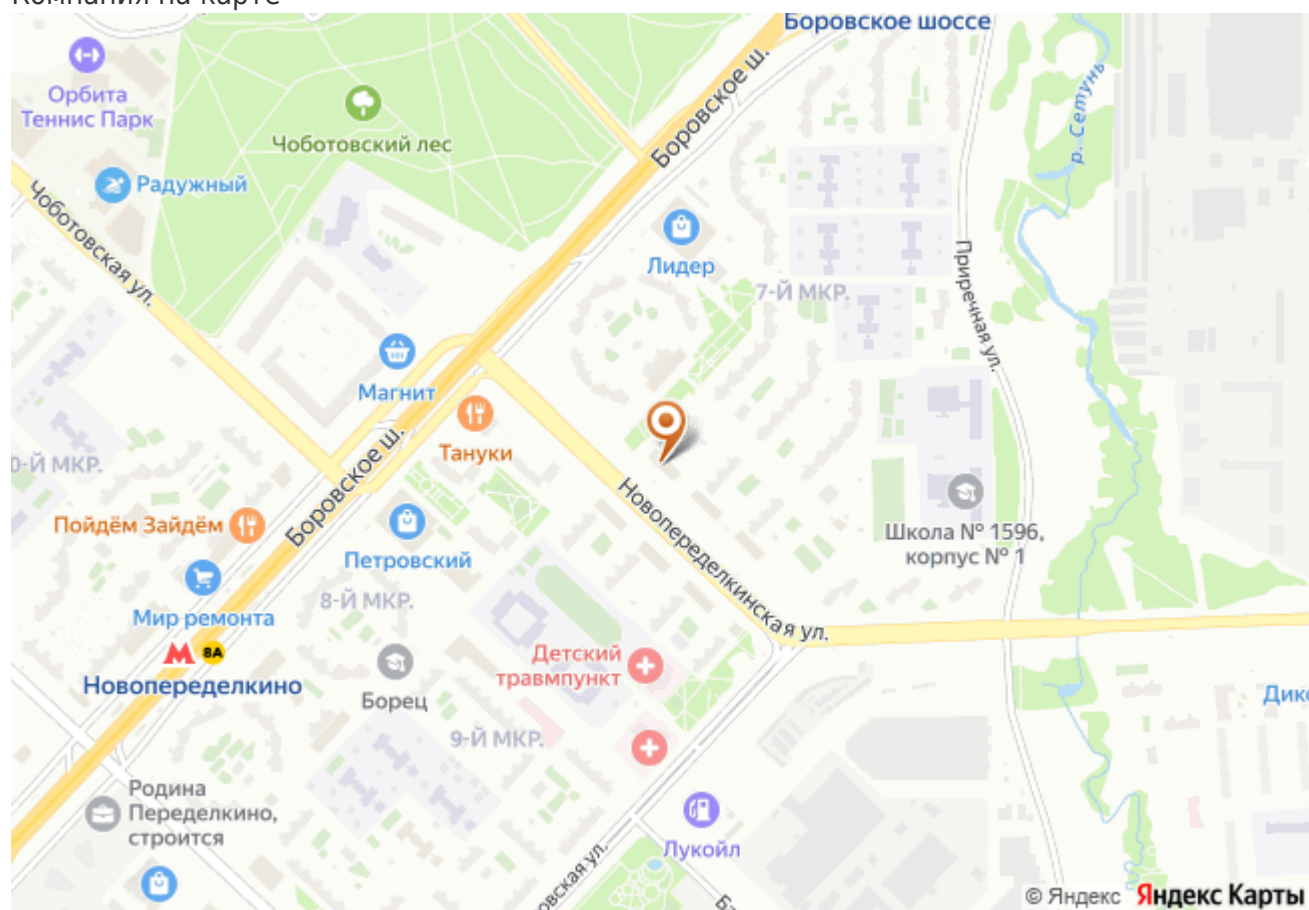 Компания на карте
Боровское шоссе
Боровское ш.
р. Сетунь
Орбита
Теннис Парк
Чоботовский лес
Радужный
Чоботовская ул.
Лидер
7-Й МКР.
Приречная ул.
Магнит
Тануки
Боровское ш.
0-Й МКР.
Пойдём Зайдём
Петровский
Новопеределкинская ул.
Школа № 1596,
корпус № 1
8-Й МКР.
Мир ремонта
8А
Новопеределкино
Борец
Детский
травмпункт
9-Й МКР.
Дикс
Родина
Переделкино,
строится
Лукойл
овская ул.
© Яндекс Яндекс Карты